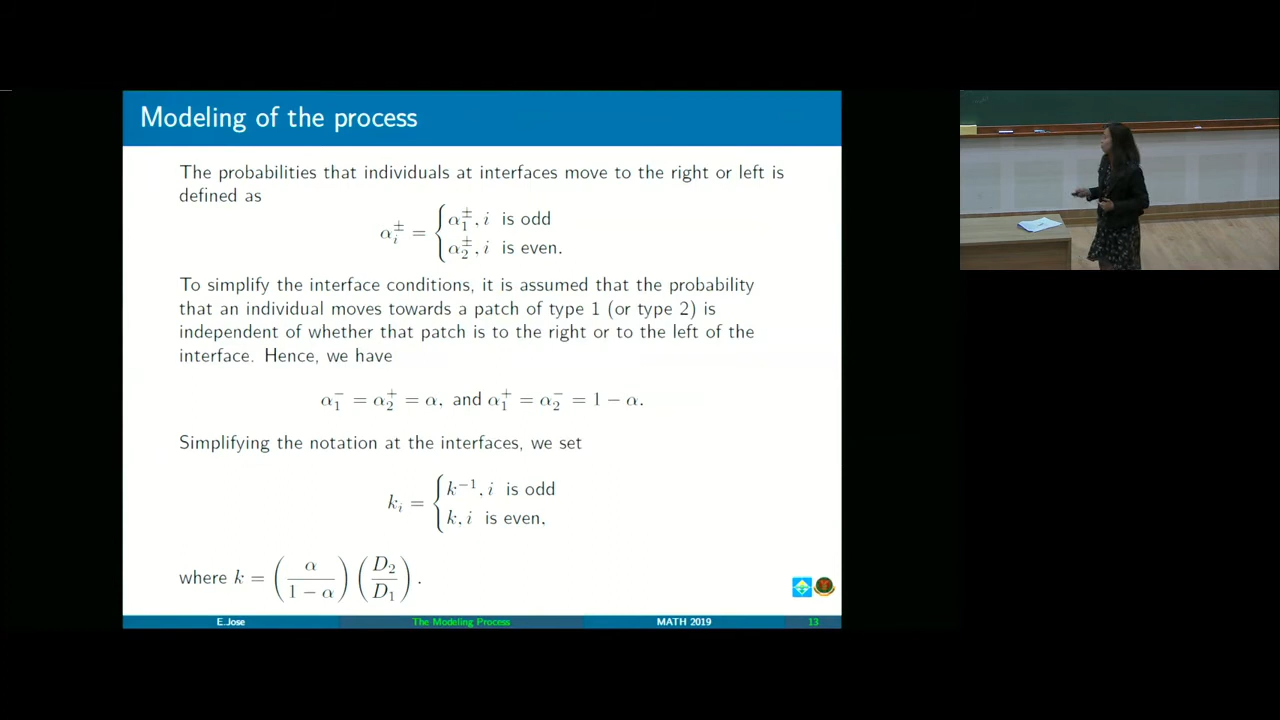 Modeling of the process
The probabilities that individuals at interfaces move to the right or left is
defined as
α_i^± = { α_1^±, i is odd
α_2^±, i is even.
To simplify the interface conditions, it is assumed that the probability
that an individual moves towards a patch of type 1 (or type 2) is
independent of whether that patch is to the right or to the left of the
interface. Hence, we have
α_1^- = α_2^+ = α, and α_1^+ = α_2^- = 1 − α.
Simplifying the notation at the interfaces, we set
k_i = { k^{-1}, i is odd
k, i is even,
where k = (α / (1 − α)) (D_2 / D_1).
E.Jose The Modeling Process MATH 2019 13